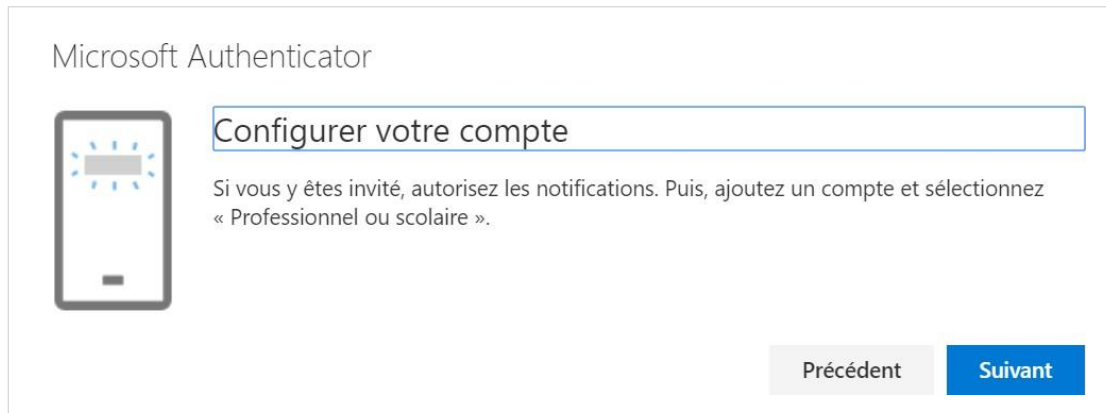 Microsoft Authenticator
Configurer votre compte
Si vous y êtes invité, autorisez les notifications. Puis, ajoutez un compte et sélectionnez
« Professionnel ou scolaire ».
Précédent
Suivant